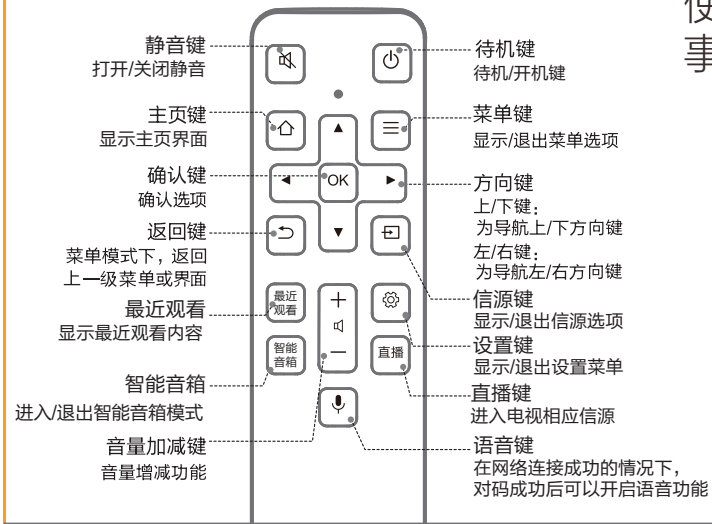 静音键
打开/关闭静音
主页键
显示主页界面
确认键
确认选项
返回键
菜单模式下，返回
上一级菜单或界面
最近观看
显示最近观看内容
智能音箱
进入/退出智能音箱模式
音量加减键
音量增减功能
OK
最近
观看
智能
音箱
直播
待机键
待机/开机键
菜单键
显示/退出菜单选项
方向键
上/下键：
为导航上/下方向键
左/右键：
为导航左/右方向键
信源键
显示/退出信源选项
设置键
显示/退出设置菜单
直播键
进入电视相应信源
语音键
在网络连接成功的情况下，
对码成功后可以开启语音功能
事